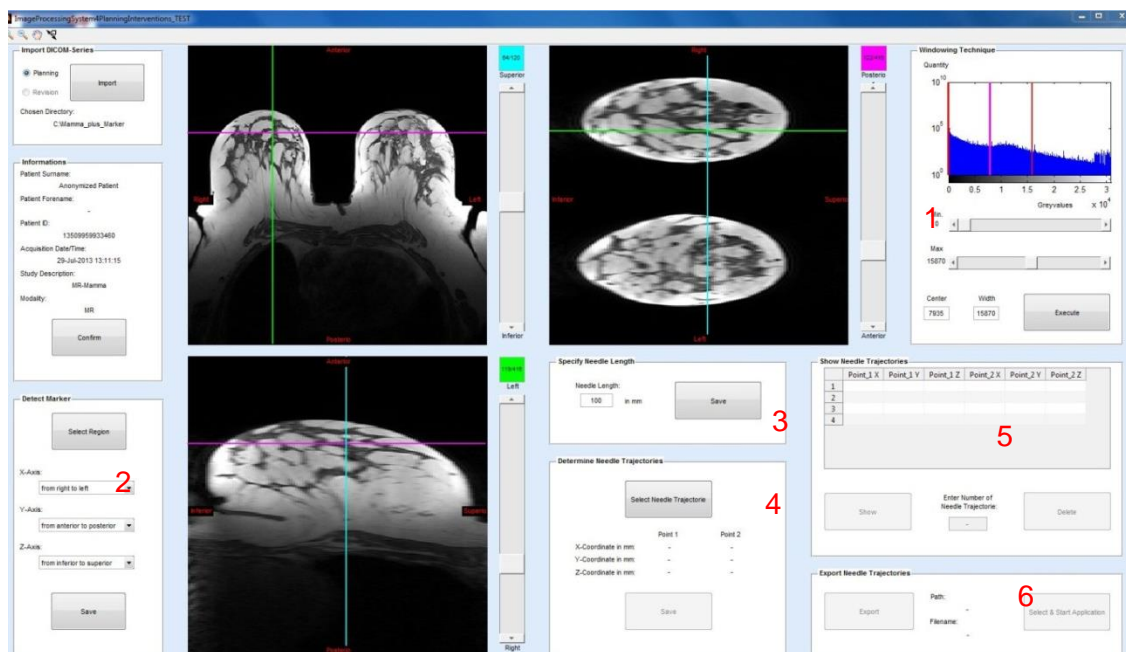 ImageProcessingSystem4PlanningInterventions_TEST
Import DICOM-Series
Planning
Revision
Import
Chosen Directory:
C:\Mamma_plus_Marker
Informations
Patient Surname:
Anonymized Patient
Patient Forename:
-
Patient ID:
13509959933460
Acquisition Date/Time:
29-Jul-2013 13:11:15
Study Description:
MR-Mamma
Modality:
MR
Confirm
Detect Marker
Select Region
X-Axis:
from right to left
2
Y-Axis:
from anterior to posterior
Z-Axis:
from inferior to superior
Save
Anterior
Right
Left
Posterior
Superior
Inferior
Right
Inferior
Superior
Left
Posterior
Anterior
Anterior
Inferior
Superior
Posterior
Left
Right
Windowing Technique
Quantity
10^10
10^5
10^0
0 0.5 1 1.5 2 2.5 3
Greyvalues x 10^4
1
0
Max
15870
Center Width
7935 15870
Execute
Specify Needle Length
Needle Length:
100 in mm
Save
3
Determine Needle Trajectories
Select Needle Trajectorie
4
Point 1 Point 2
X-Coordinate in mm: - -
Y-Coordinate in mm: - -
Z-Coordinate in mm: - -
Save
Show Needle Trajectories
Point_1 X Point_1 Y Point_1 Z Point_2 X Point_2 Y Point_2 Z
1
2
3
4
5
Show
Enter Number of
Needle Trajectorie:
-
Delete
Export Needle Trajectories
Export
Path:
-
Filename:
-
6
Select & Start Application